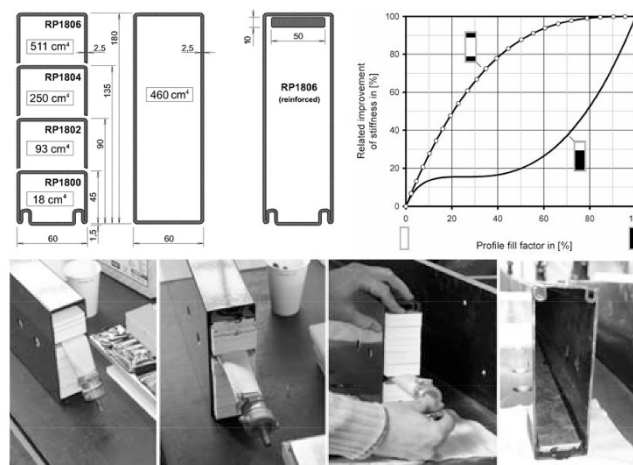 RP1806
511 cm⁴
RP1804
250 cm⁴
RP1802
93 cm⁴
RP1800
18 cm⁴
60
2,5
1,5
45
90
135
180
460 cm⁴
2,5
60
10
50
RP1806
(reinforced)
Related improvement
of stiffness in [%]
100
80
60
40
20
0
0
20
40
60
80
Profile fill factor in [%]